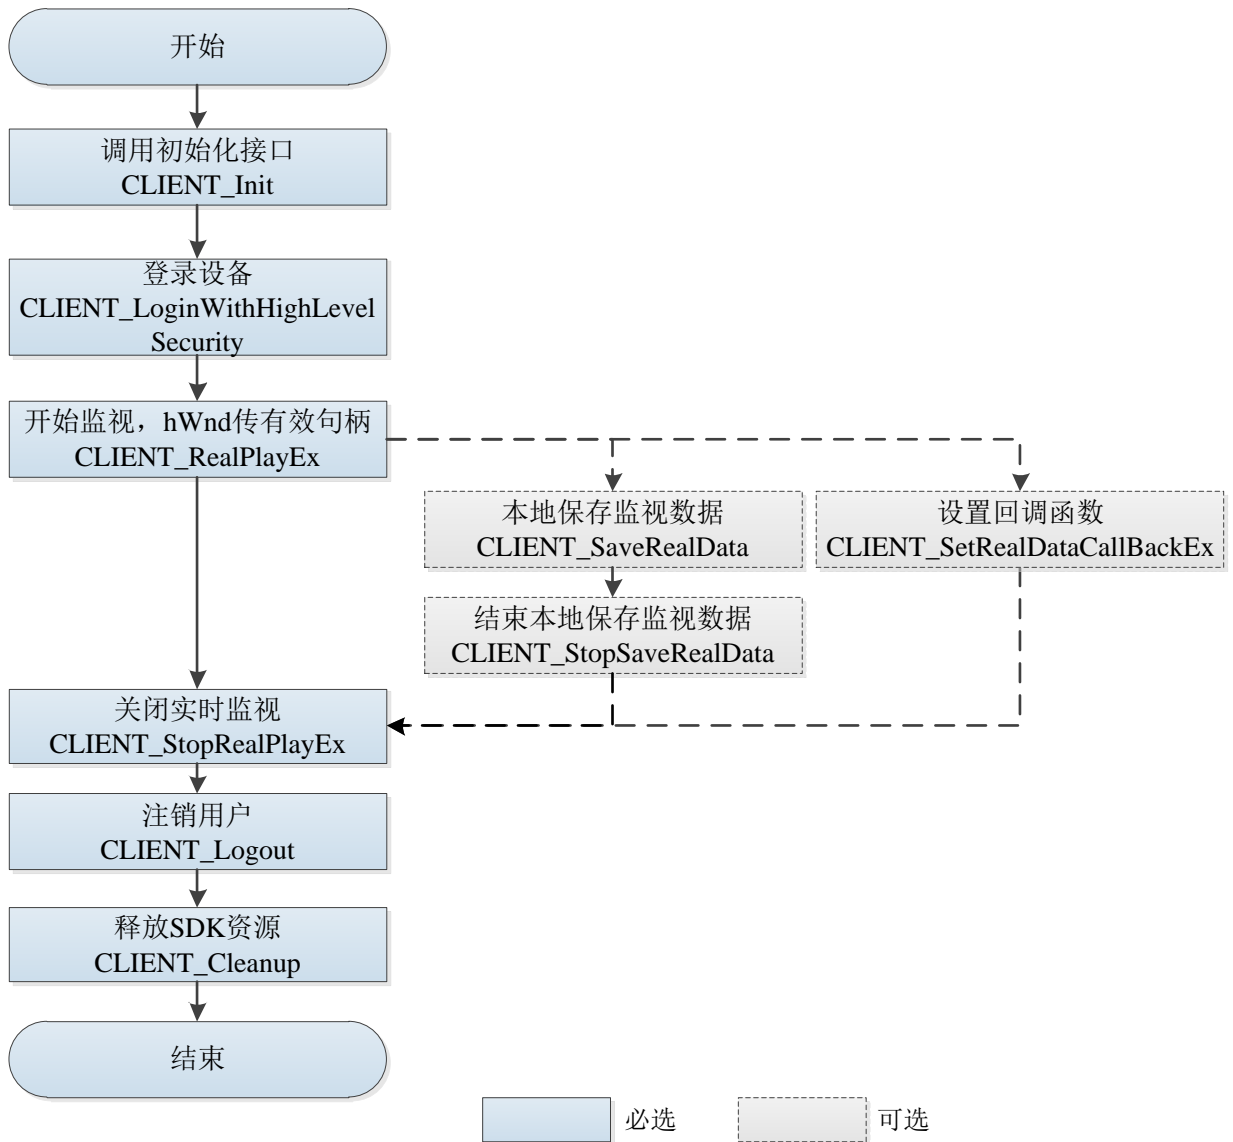 开始
调用初始化接口
CLIENT_Init
登录设备
CLIENT_LoginWithHighLevel
Security
开始监视，hWnd传有效句柄
CLIENT_RealPlayEx
本地保存监视数据
CLIENT_SaveRealData
设置回调函数
CLIENT_SetRealDataCallBackEx
结束本地保存监视数据
CLIENT_StopSaveRealData
关闭实时监视
CLIENT_StopRealPlayEx
注销用户
CLIENT_Logout
释放SDK资源
CLIENT_Cleanup
结束
必选
可选